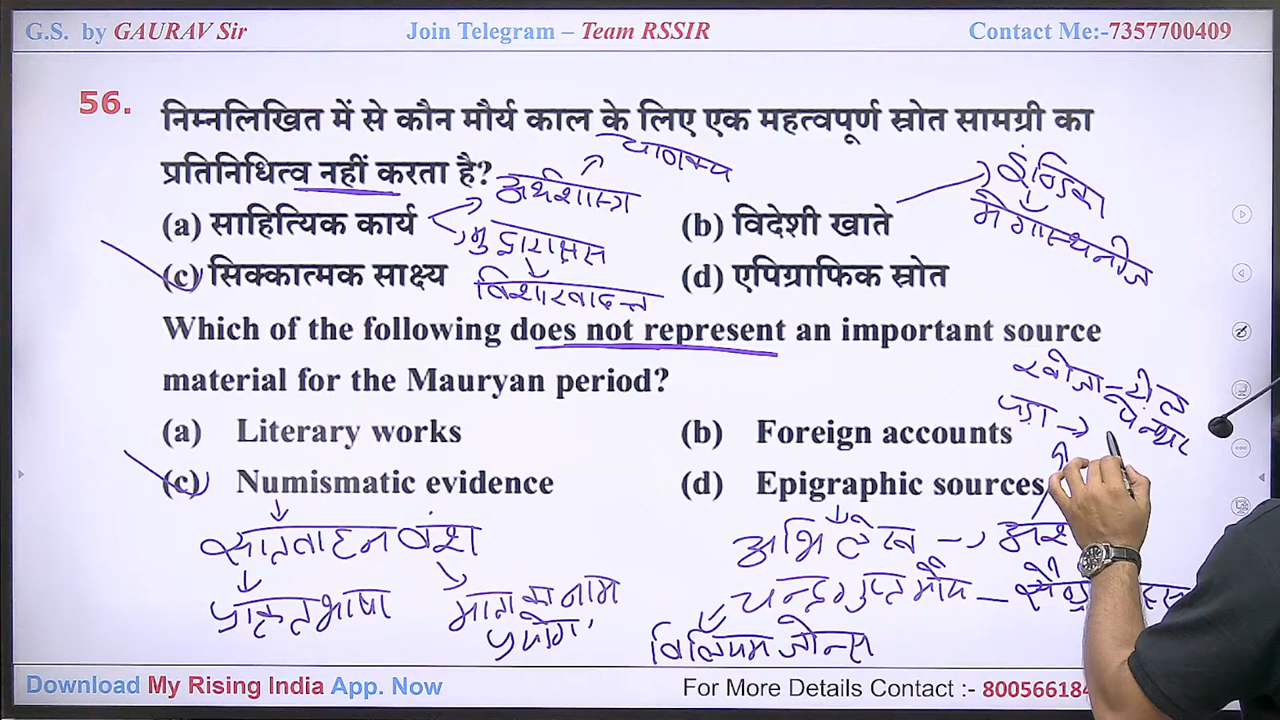 G.S. by GAURAV Sir
Join Telegram – Team RSSIR
Contact Me:-7357700409
56. निम्नलिखित में से कौन मौर्य काल के लिए एक महत्वपूर्ण स्रोत सामग्री का
प्रतिनिधित्व नहीं करता है?
चाणक्य
अर्थशास्त्र
इंण्डिका
(a) साहित्यिक कार्य
(b) विदेशी खाते
मेगॉस्थनीज
मुद्राराक्षस
(c) सिक्कात्मक साक्ष्य
(d) एपिग्राफिक स्रोत
विशाखादत्त
Which of the following does not represent an important source
material for the Mauryan period?
खोजा-
पढा →
(a) Literary works
(b) Foreign accounts
(c) Numismatic evidence
(d) Epigraphic sources
सातवाहन वंश
अभिलेख →
प्राकृतभाषा
माता का नाम
प्रयोग
चन्द्रगुप्त मौर्य –
विलियम जोन्स
Download My Rising India App. Now
For More Details Contact :- 80056618